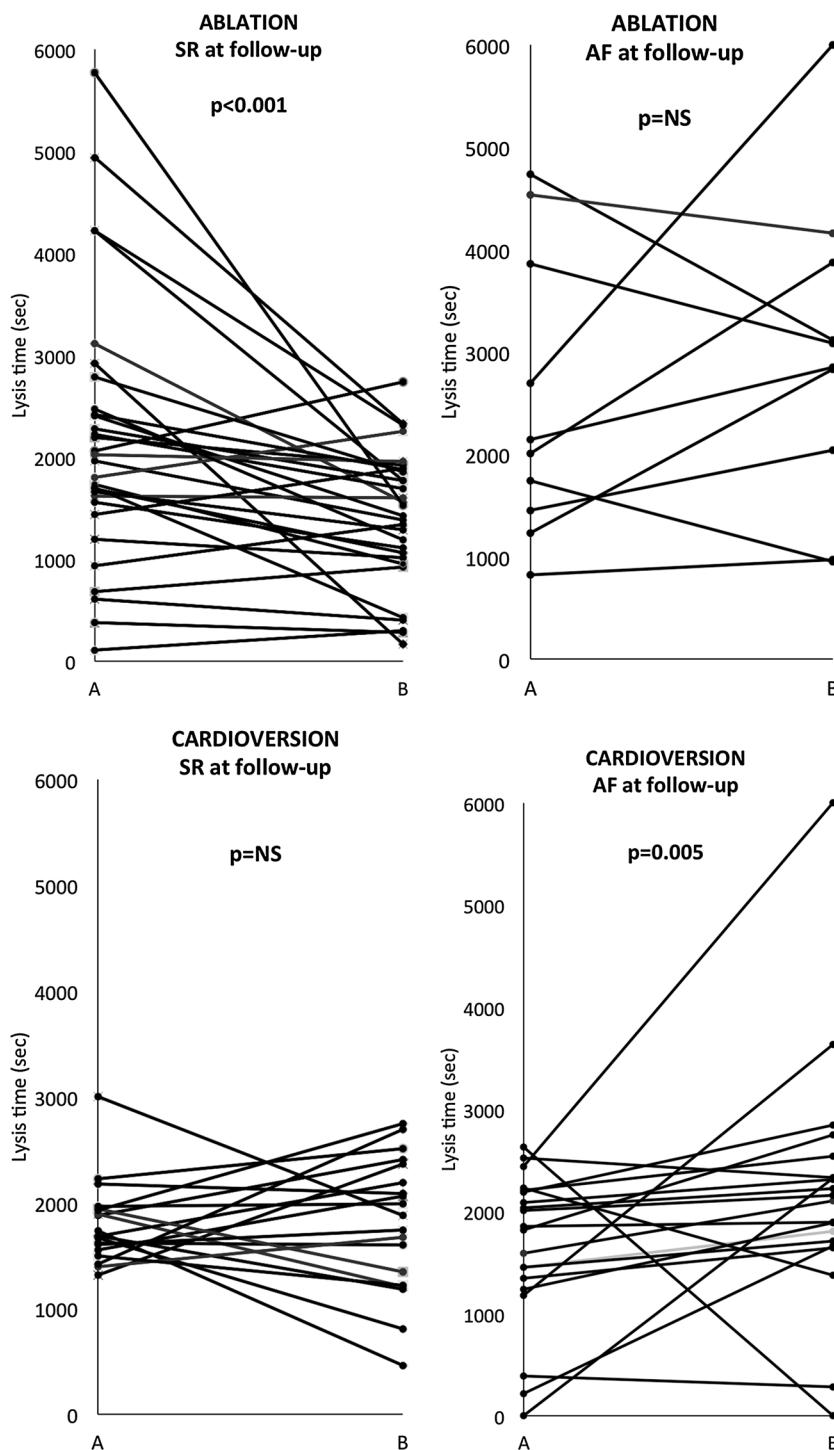 ABLATION
SR at follow-up
p<0.001
Lysis time (sec)
6000
5000
4000
3000
2000
1000
0
A
B
ABLATION
AF at follow-up
p=NS
Lysis time (sec)
6000
5000
4000
3000
2000
1000
0
A
B
CARDIOVERSION
SR at follow-up
p=NS
Lysis time (sec)
6000
5000
4000
3000
2000
1000
0
A
B
CARDIOVERSION
AF at follow-up
p=0.005
Lysis time (sec)
6000
5000
4000
3000
2000
1000
0
A
B